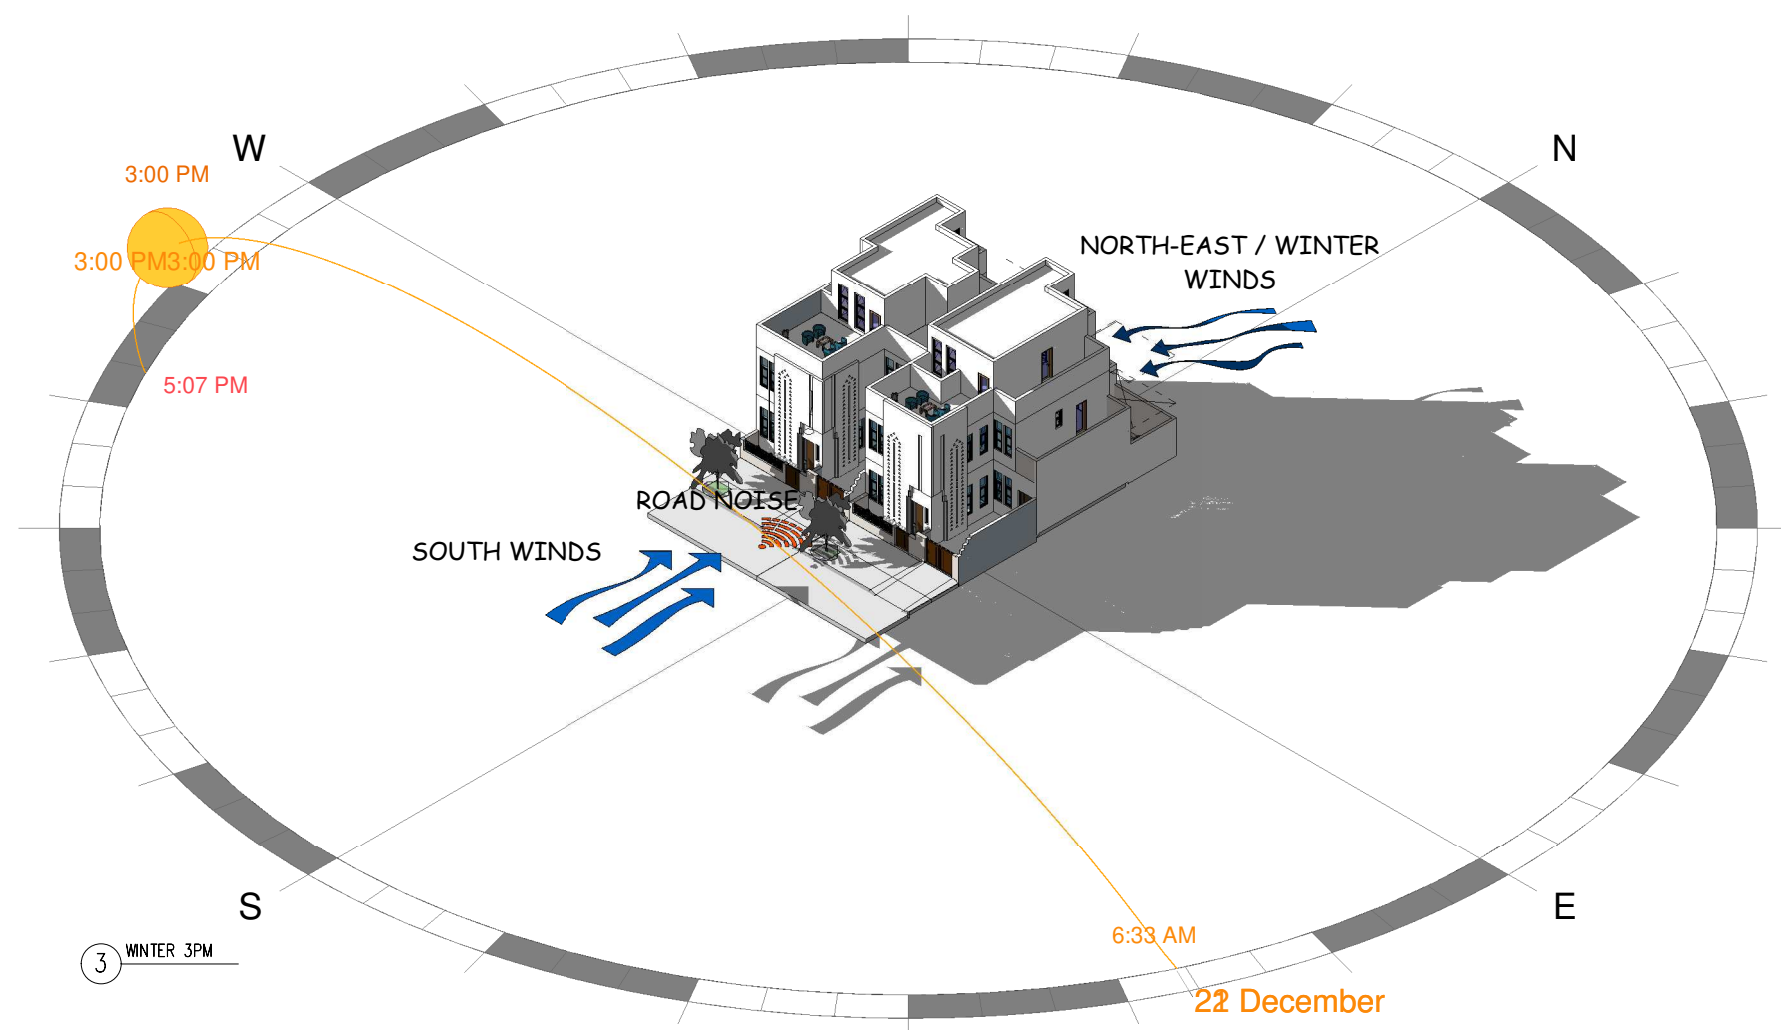 W
N
3:00 PM
NORTH-EAST / WINTER
WINDS
3:00 PM3:00 PM
5:07 PM
ROAD NOISE
SOUTH WINDS
S
E
6:33 AM
3 WINTER 3PM
December